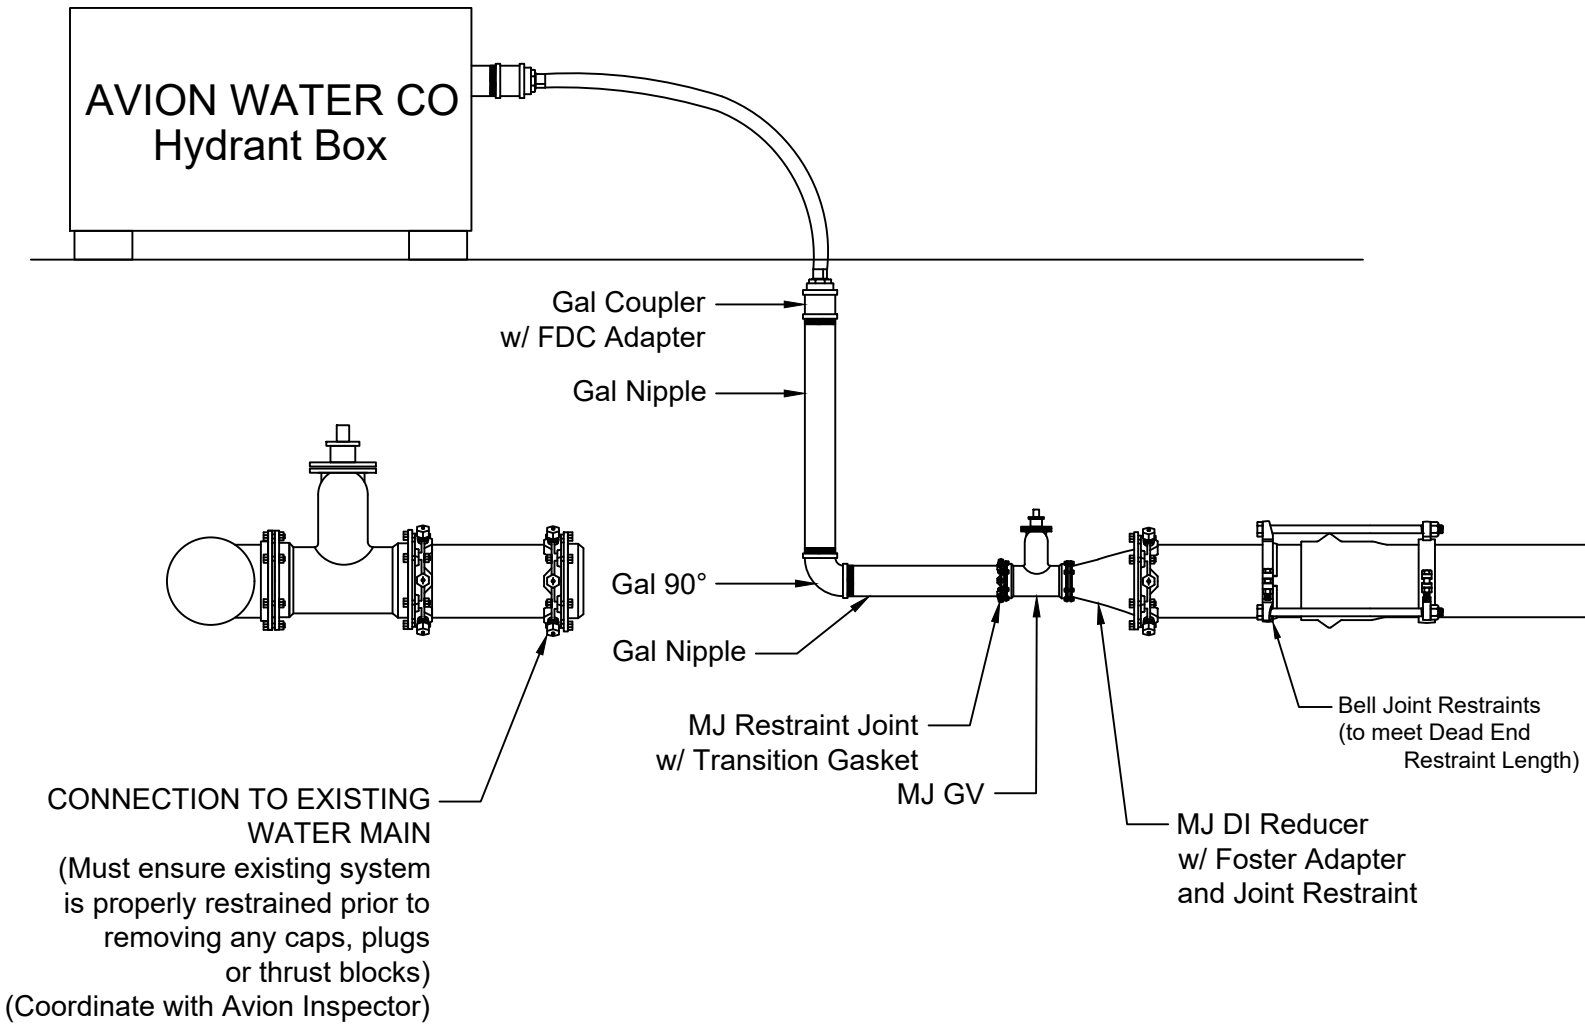 AVION WATER CO
Hydrant Box
Gal Coupler
w/ FDC Adapter
Gal Nipple
Gal 90°
Gal Nipple
MJ Restraint Joint
w/ Transition Gasket
MJ GV
Bell Joint Restraints
(to meet Dead End
Restraint Length)
MJ DI Reducer
w/ Foster Adapter
and Joint Restraint
CONNECTION TO EXISTING
WATER MAIN
(Must ensure existing system
is properly restrained prior to
removing any caps, plugs
or thrust blocks)
(Coordinate with Avion Inspector)